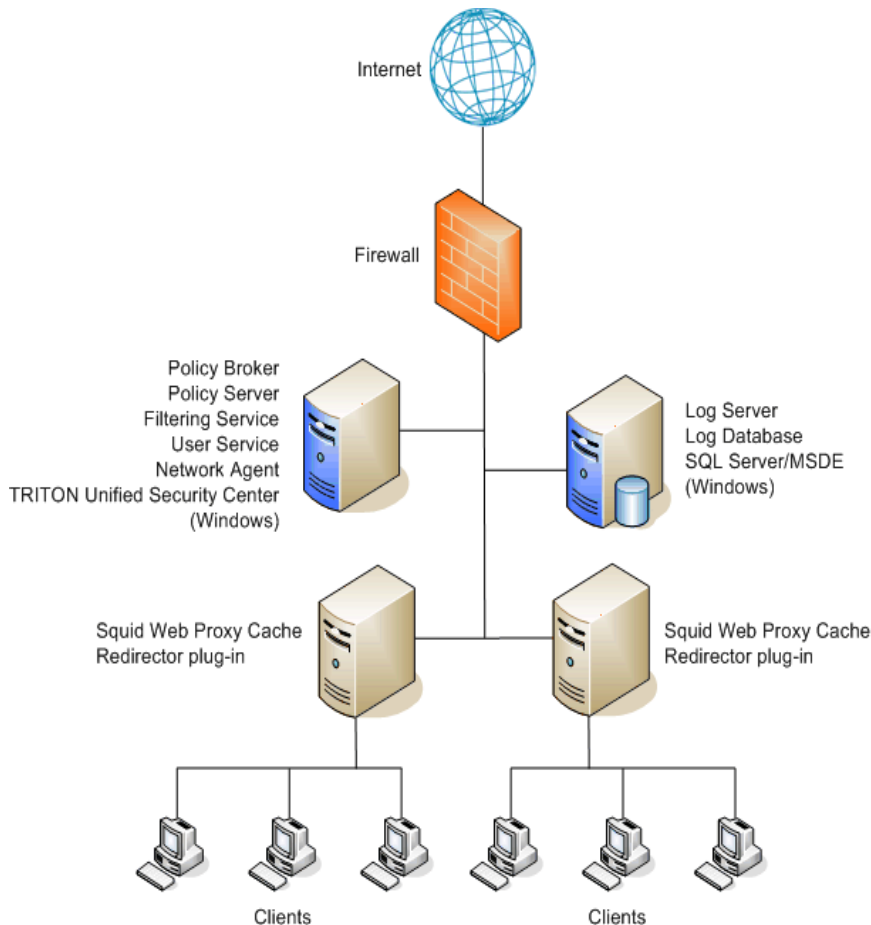 Internet
Firewall
Policy Broker
Policy Server
Filtering Service
User Service
Network Agent
TRITON Unified Security Center
(Windows)
Log Server
Log Database
SQL Server/MSDE
(Windows)
Squid Web Proxy Cache
Redirector plug-in
Squid Web Proxy Cache
Redirector plug-in
Clients
Clients